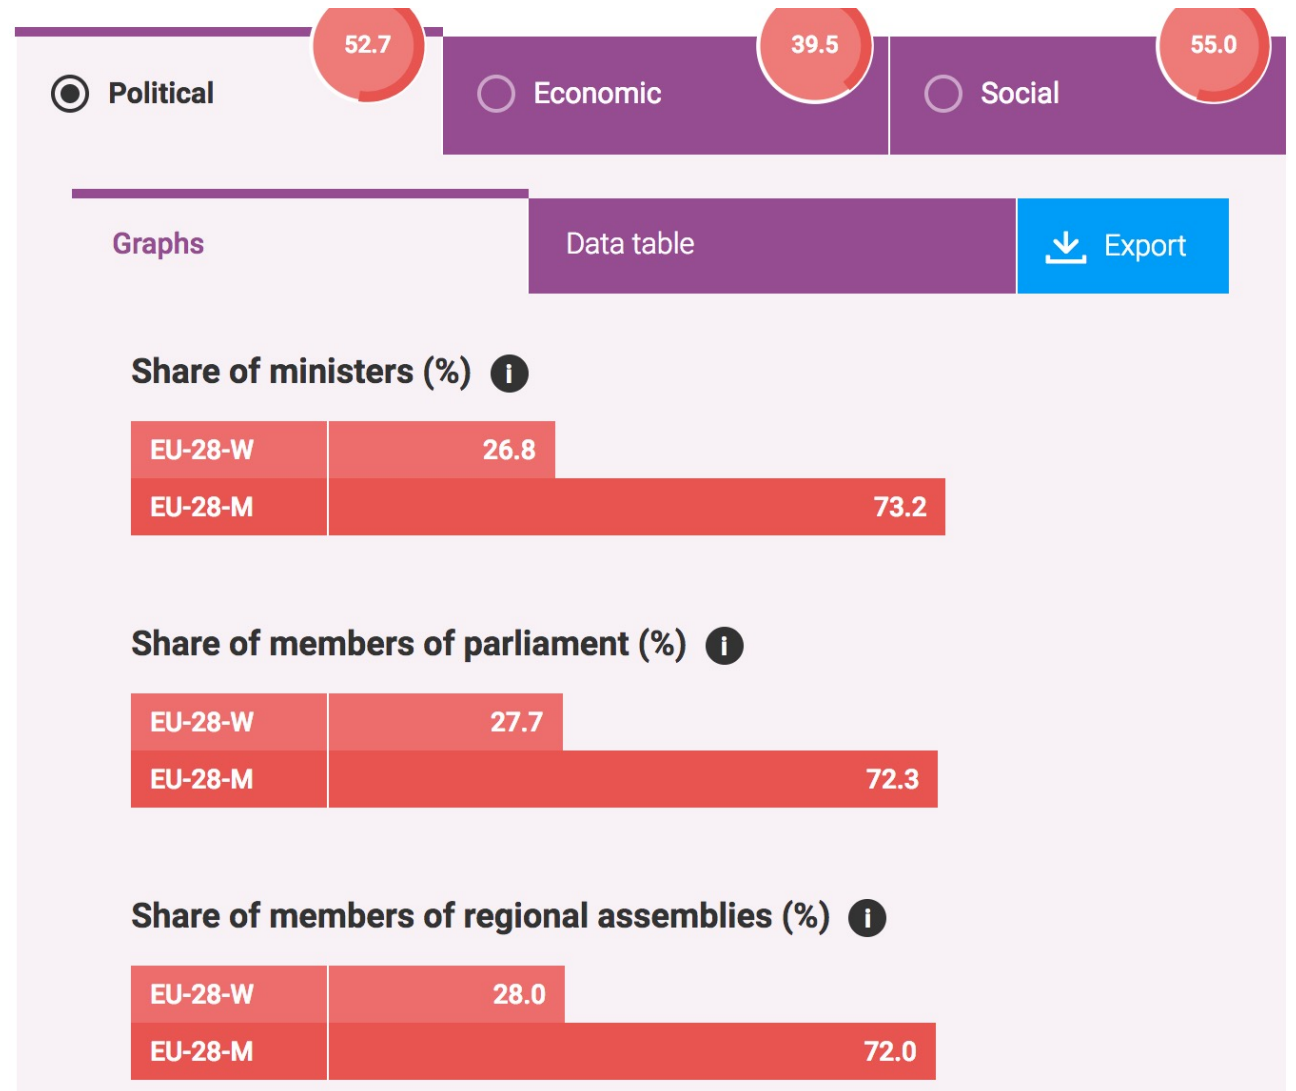 52.7
39.5
55.0
Political
Economic
Social
Graphs
Data table
Export
Share of ministers (%) i
EU-28-W 26.8
EU-28-M 73.2
Share of members of parliament (%) i
EU-28-W 27.7
EU-28-M 72.3
Share of members of regional assemblies (%) i
EU-28-W 28.0
EU-28-M 72.0